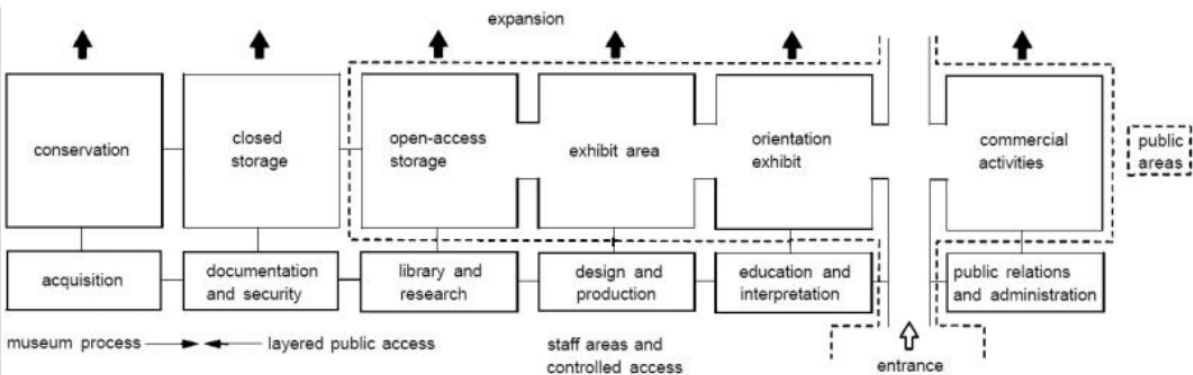 expansion
conservation
closed
storage
open-access
storage
exhibit area
orientation
exhibit
commercial
activities
public
areas
acquisition
documentation
and security
library and
research
design and
production
education and
interpretation
public relations
and administration
museum process
layered public access
staff areas and
controlled access
entrance